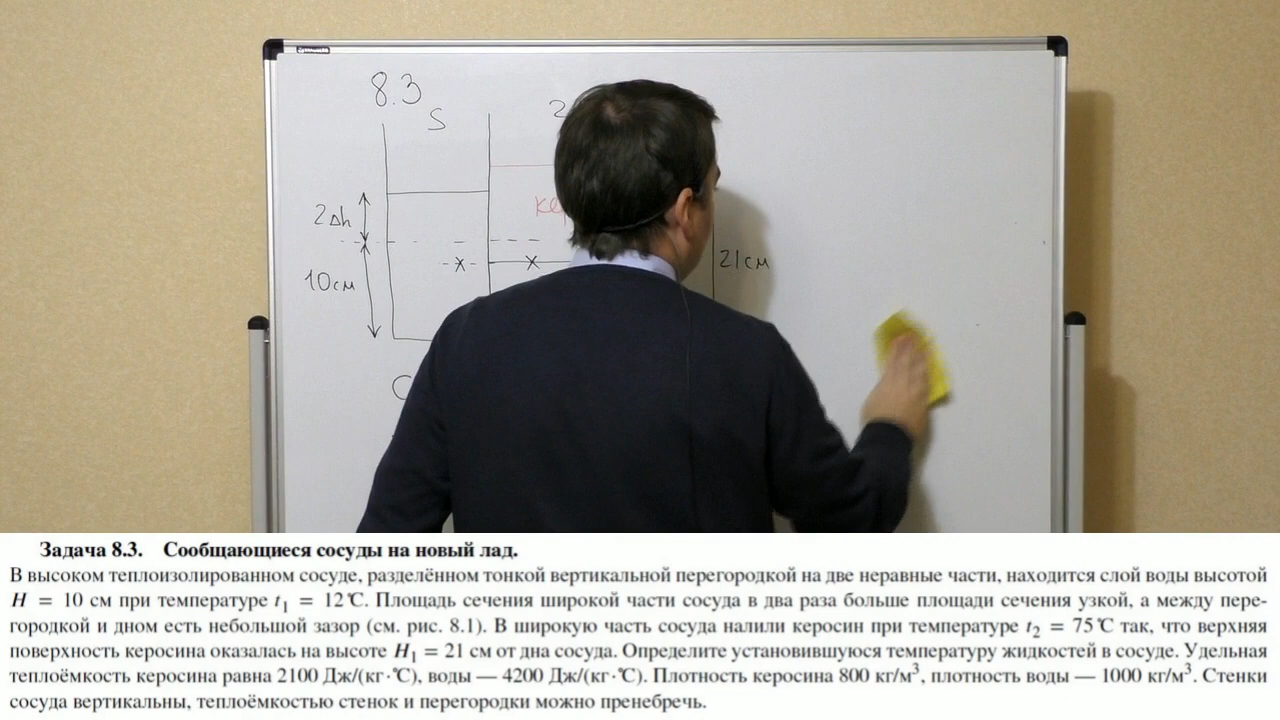 8.3
S
2
2Δh
кер
10см
21см
C
Задача 8.3. Сообщающиеся сосуды на новый лад.
В высоком теплоизолированном сосуде, разделённом тонкой вертикальной перегородкой на две неравные части, находится слой воды высотой
H = 10 см при температуре t₁ = 12 °С. Площадь сечения широкой части сосуда в два раза больше площади сечения узкой, а между пере-
городкой и дном есть небольшой зазор (см. рис. 8.1). В широкую часть сосуда налили керосин при температуре t₂ = 75 °С так, что верхняя
поверхность керосина оказалась на высоте H₁ = 21 см от дна сосуда. Определите установившуюся температуру жидкостей в сосуде. Удельная
теплоёмкость керосина равна 2100 Дж/(кг·°С), воды — 4200 Дж/(кг·°С). Плотность керосина 800 кг/м³, плотность воды — 1000 кг/м³. Стенки
сосуда вертикальны, теплоёмкостью стенок и перегородки можно пренебречь.